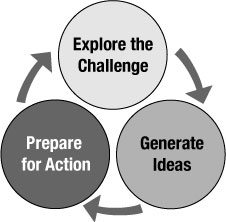 Explore the
Challenge
Generate
Ideas
Prepare
for Action